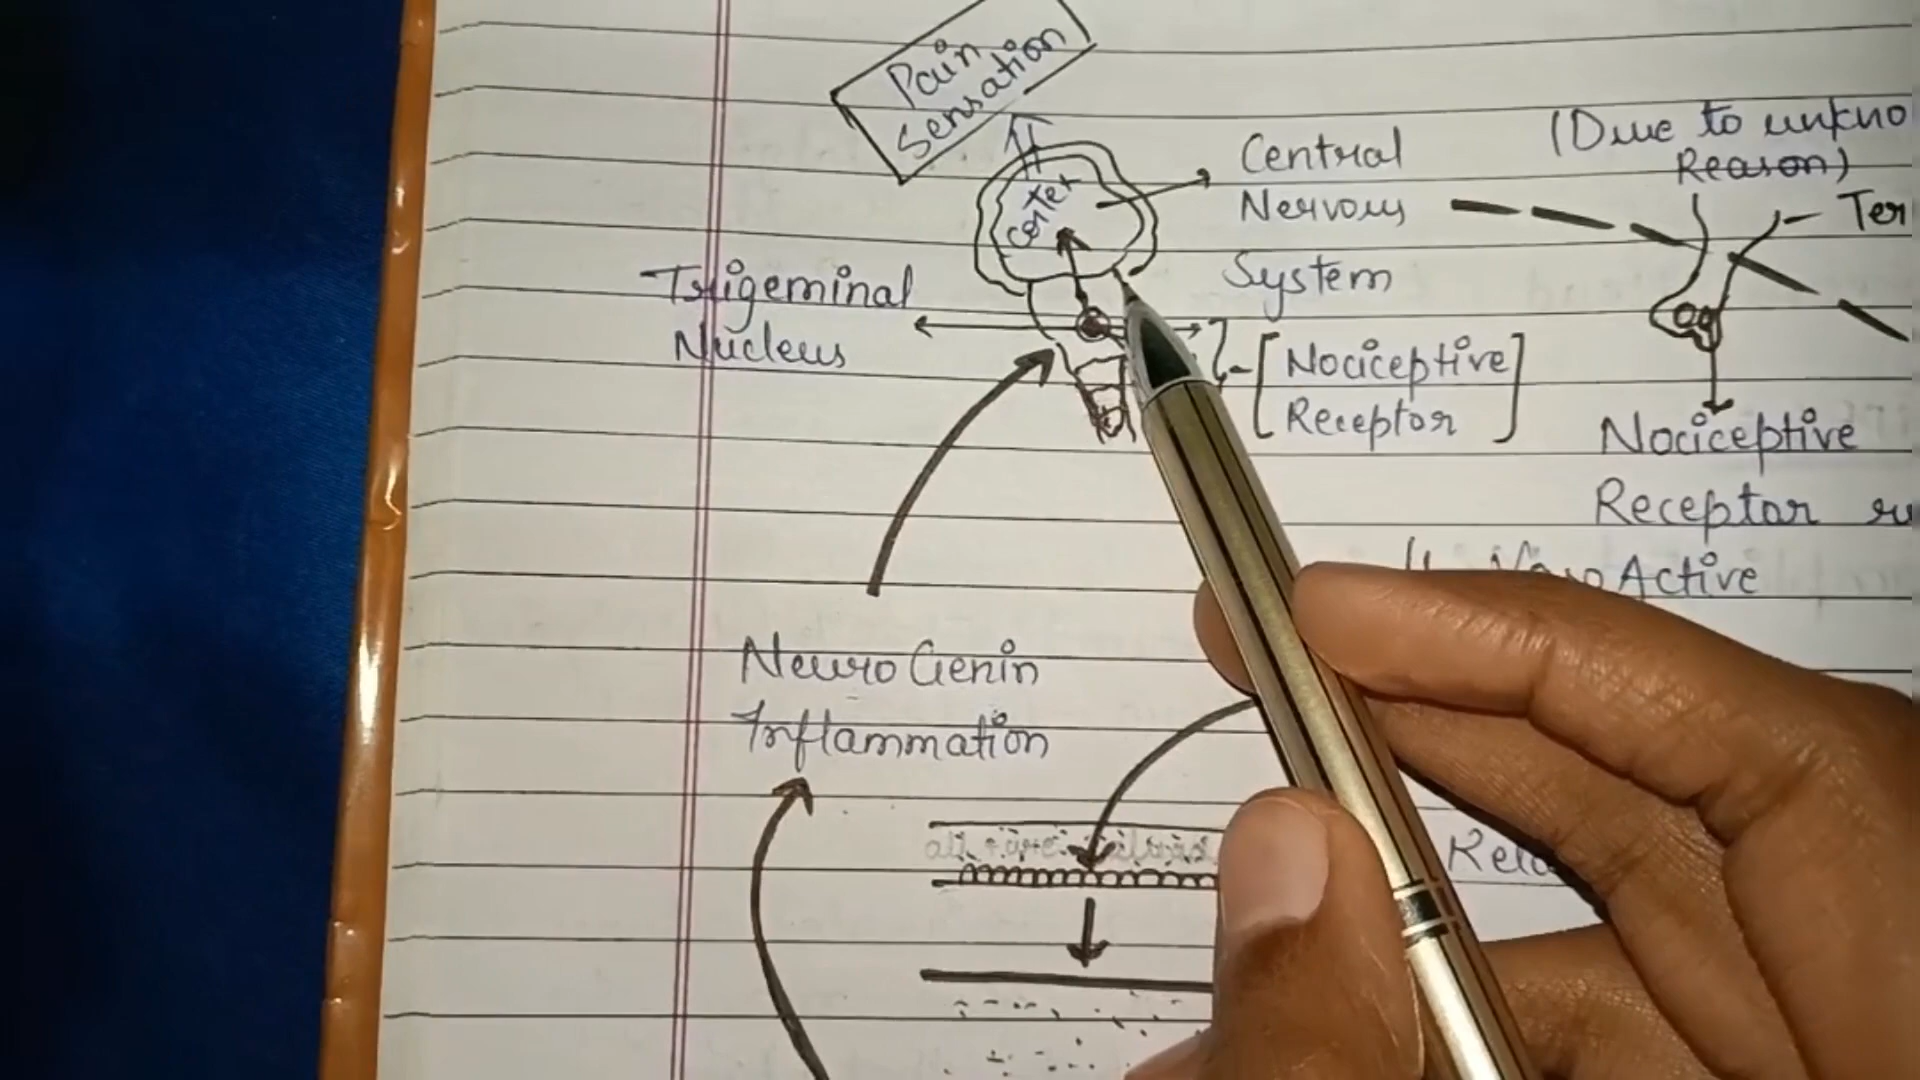 Pain
Sensation
Cortex
Central
Nervous
System
(Due to
Reason)
Trigeminal
Nucleus
[Nociceptive
Receptor]
Nociceptive
Receptor
Active
Neuro Genin
Inflammation